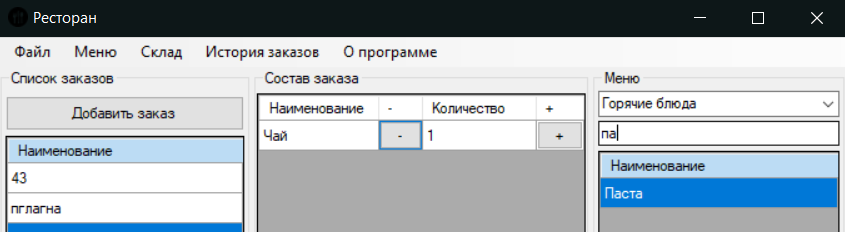 Ресторан
Файл Меню Склад История заказов О программе
Список заказов
Добавить заказ
Наименование
43
пглагна
Состав заказа
Наименование - Количество +
Чай - 1 +
Меню
Горячие блюда
па
Наименование
Паста